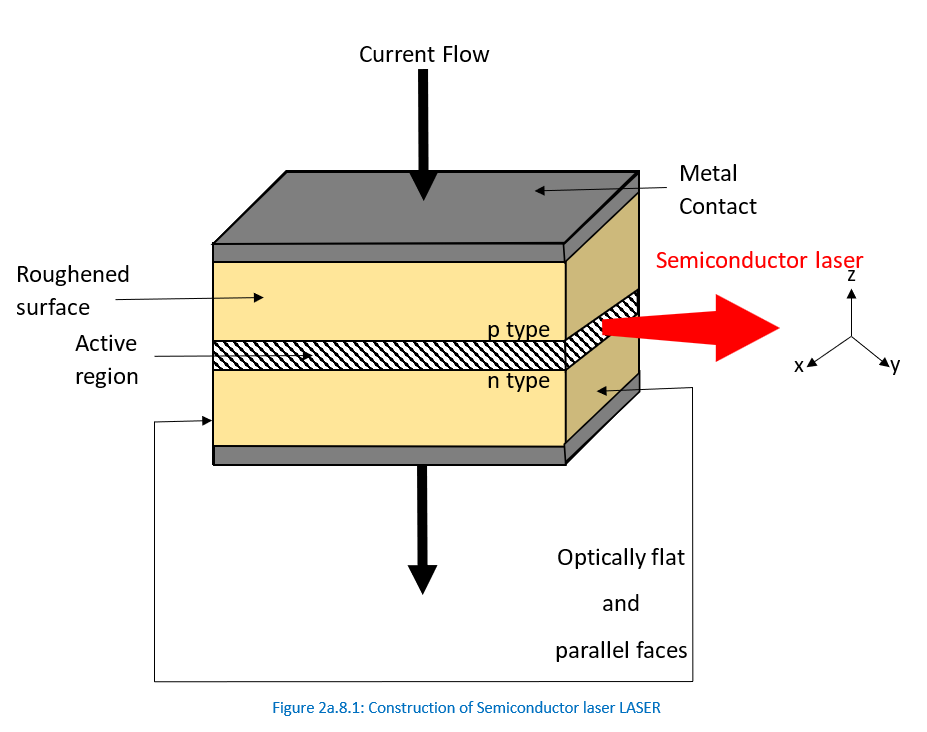 Current Flow
Metal
Contact
Semiconductor laser
Roughened
surface
z
p type
Active
region
x
y
n type
Optically flat
and
parallel faces
Figure 2a.8.1: Construction of Semiconductor laser LASER